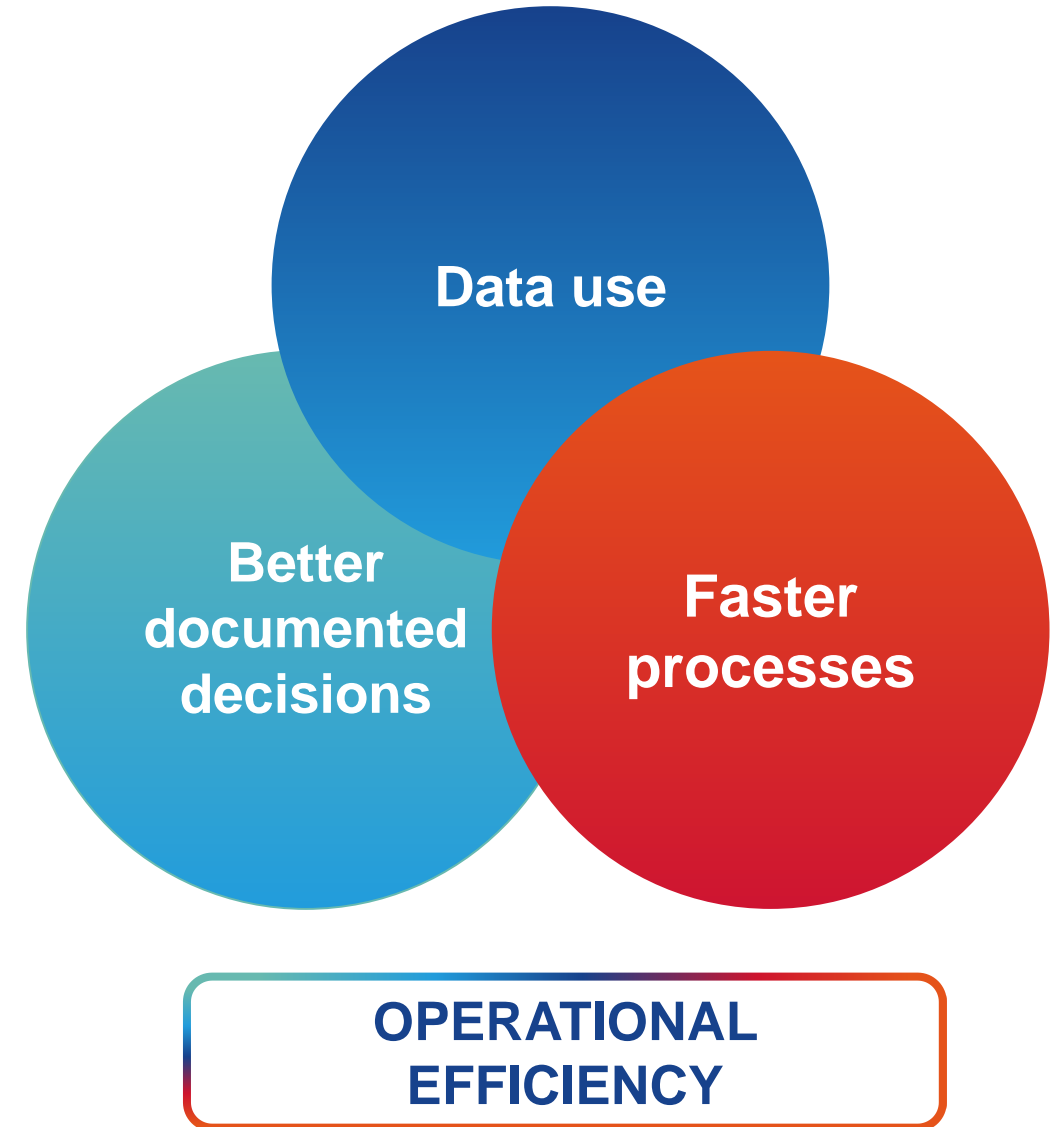 Data use
Better
documented
decisions
Faster
processes
OPERATIONAL
EFFICIENCY